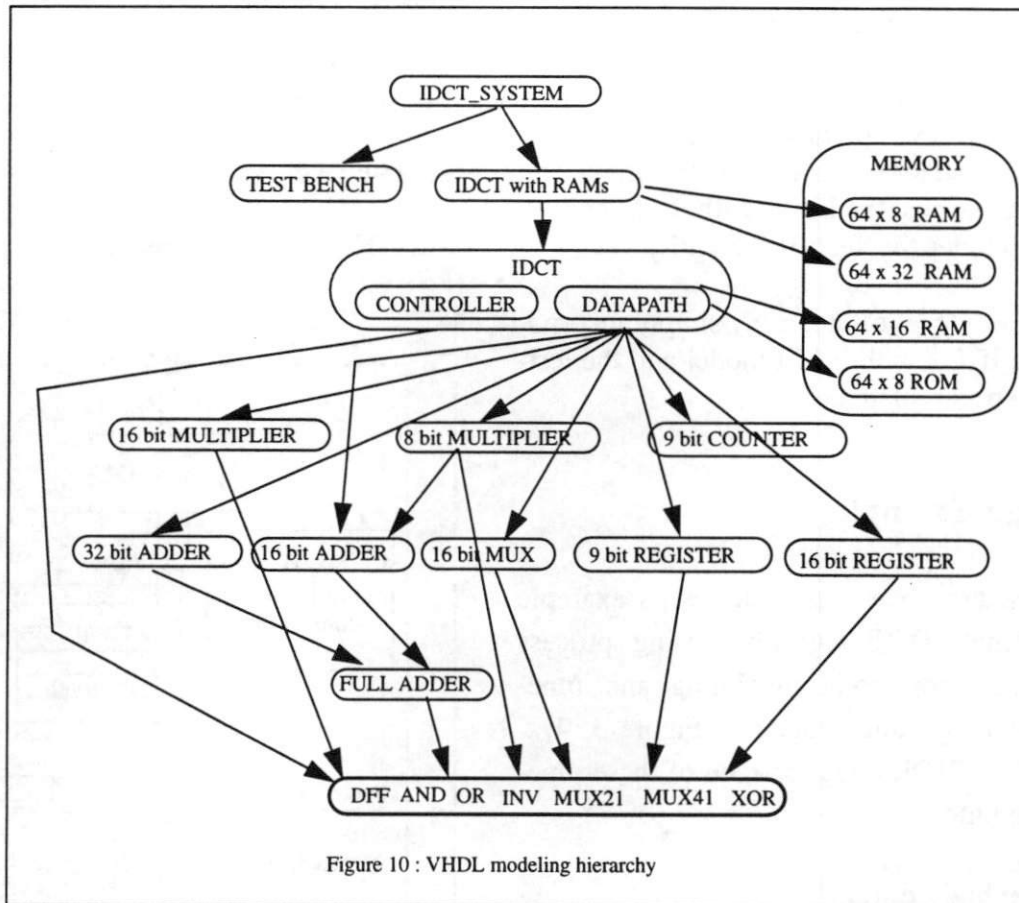 IDCT_SYSTEM
MEMORY
TEST BENCH
IDCT with RAMs
64 x 8 RAM
64 x 32 RAM
IDCT
CONTROLLER
DATAPATH
64 x 16 RAM
64 x 8 ROM
16 bit MULTIPLIER
8 bit MULTIPLIER
9 bit COUNTER
32 bit ADDER
16 bit ADDER
16 bit MUX
9 bit REGISTER
16 bit REGISTER
FULL ADDER
DFF AND OR INV MUX21 MUX41 XOR
Figure 10 : VHDL modeling hierarchy